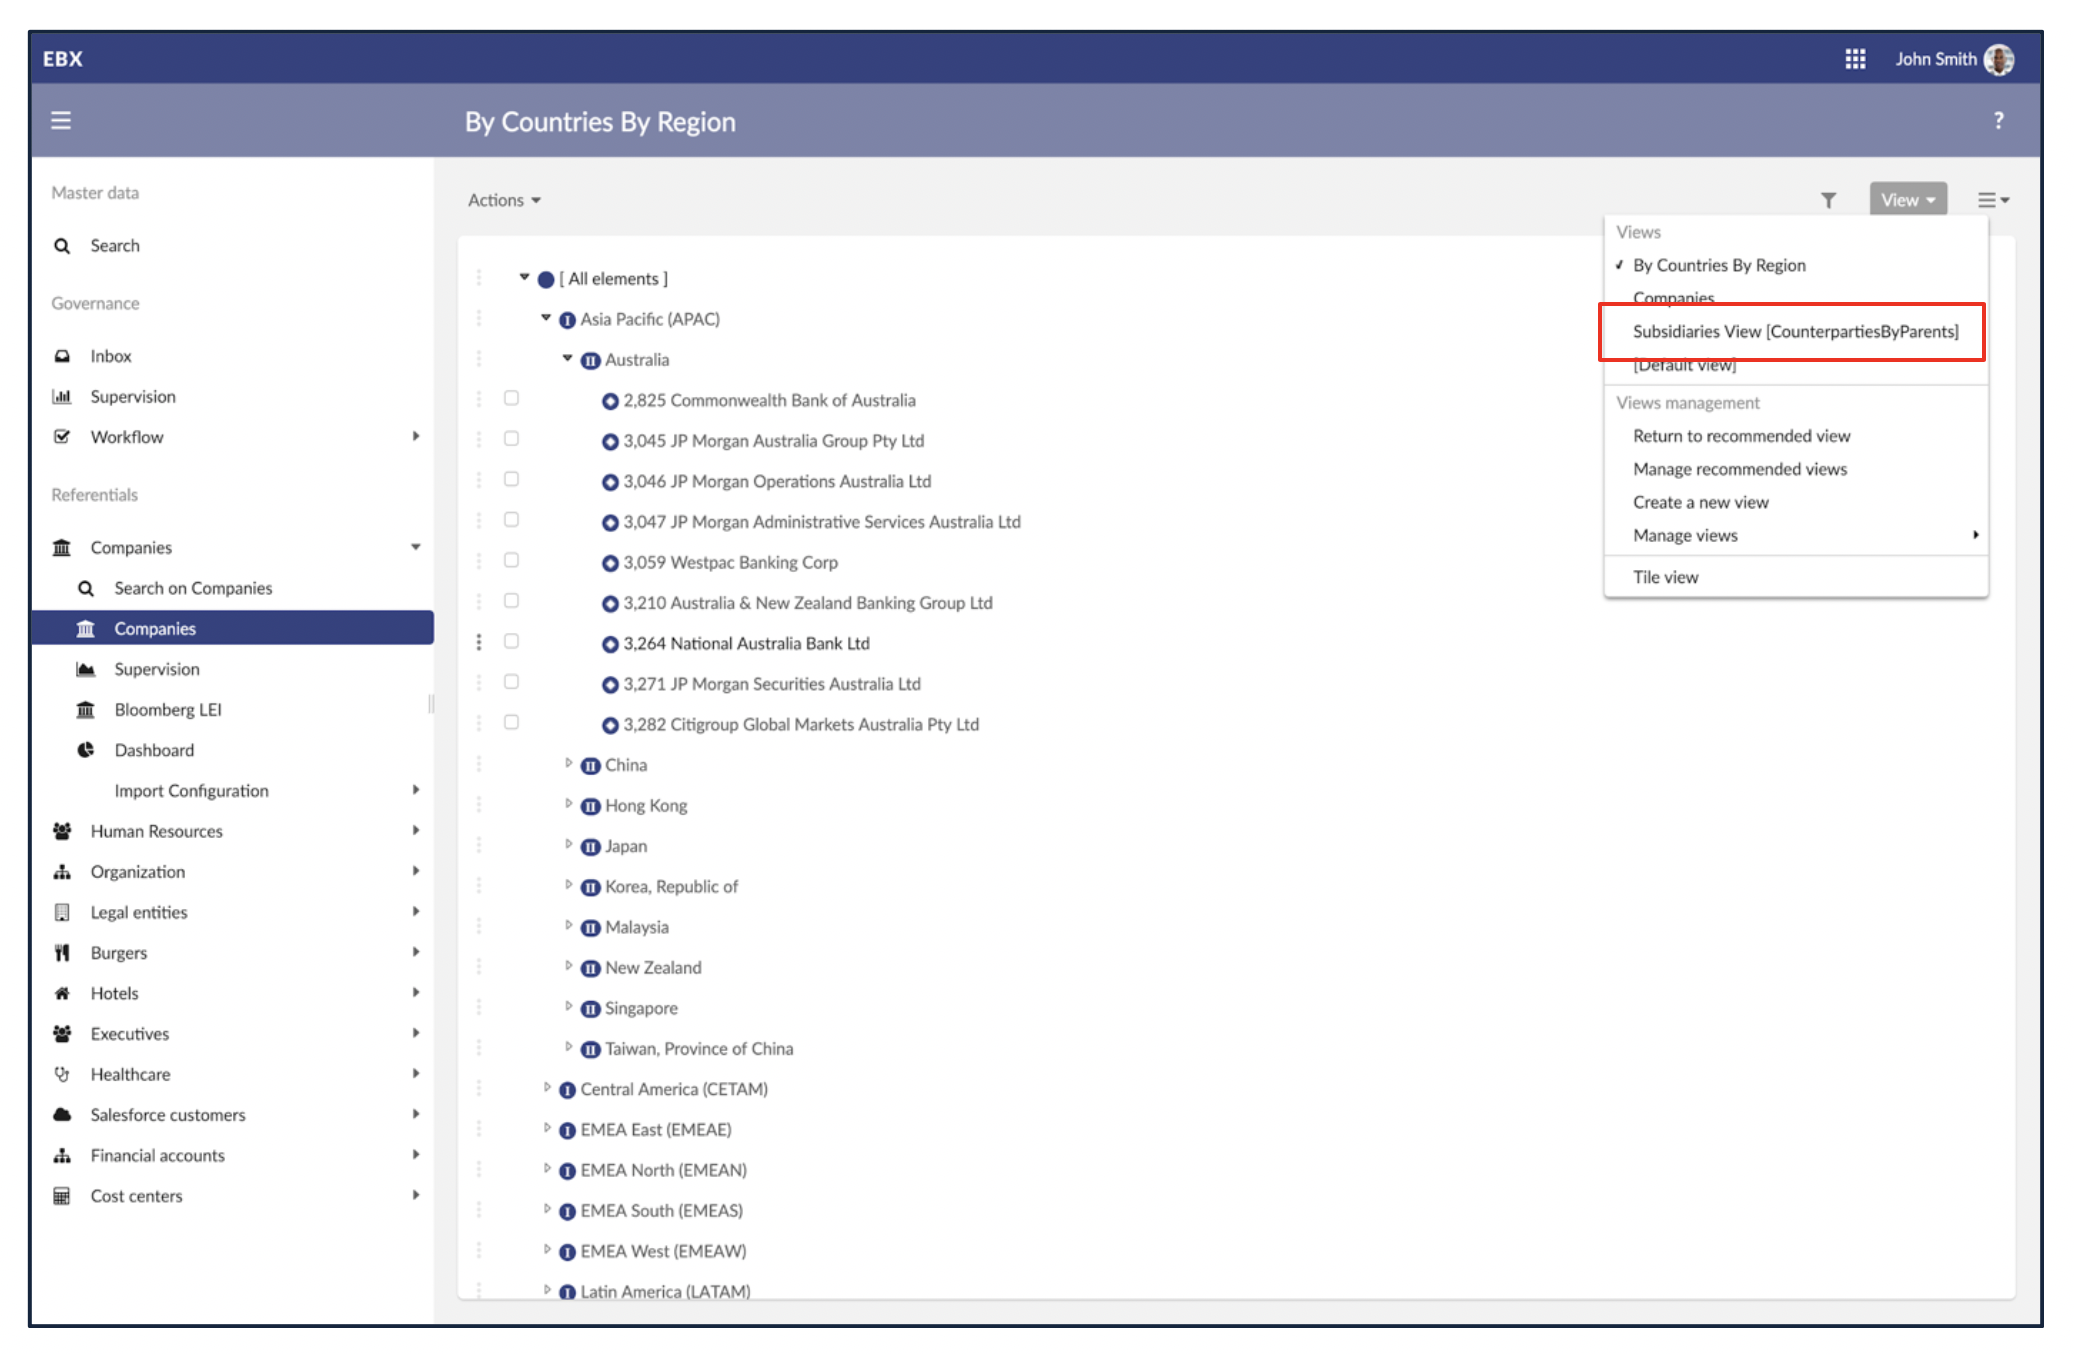 EBX
John Smith
By Countries By Region
?
Master data
Search
Governance
Inbox
Supervision
Workflow
Referentials
Companies
Search on Companies
Companies
Supervision
Bloomberg LEI
Dashboard
Import Configuration
Human Resources
Organization
Legal entities
Burgers
Hotels
Executives
Healthcare
Salesforce customers
Financial accounts
Cost centers
Actions
View
[ All elements ]
I Asia Pacific (APAC)
II Australia
2,825 Commonwealth Bank of Australia
3,045 JP Morgan Australia Group Pty Ltd
3,046 JP Morgan Operations Australia Ltd
3,047 JP Morgan Administrative Services Australia Ltd
3,059 Westpac Banking Corp
3,210 Australia & New Zealand Banking Group Ltd
3,264 National Australia Bank Ltd
3,271 JP Morgan Securities Australia Ltd
3,282 Citigroup Global Markets Australia Pty Ltd
II China
II Hong Kong
II Japan
II Korea, Republic of
II Malaysia
II New Zealand
II Singapore
II Taiwan, Province of China
I Central America (CETAM)
I EMEA East (EMEAE)
I EMEA North (EMEAN)
I EMEA South (EMEAS)
I EMEA West (EMEAW)
I Latin America (LATAM)
Views
By Countries By Region
Companies
Subsidiaries View [CounterpartiesByParents]
[Default view]
Views management
Return to recommended view
Manage recommended views
Create a new view
Manage views
Tile view